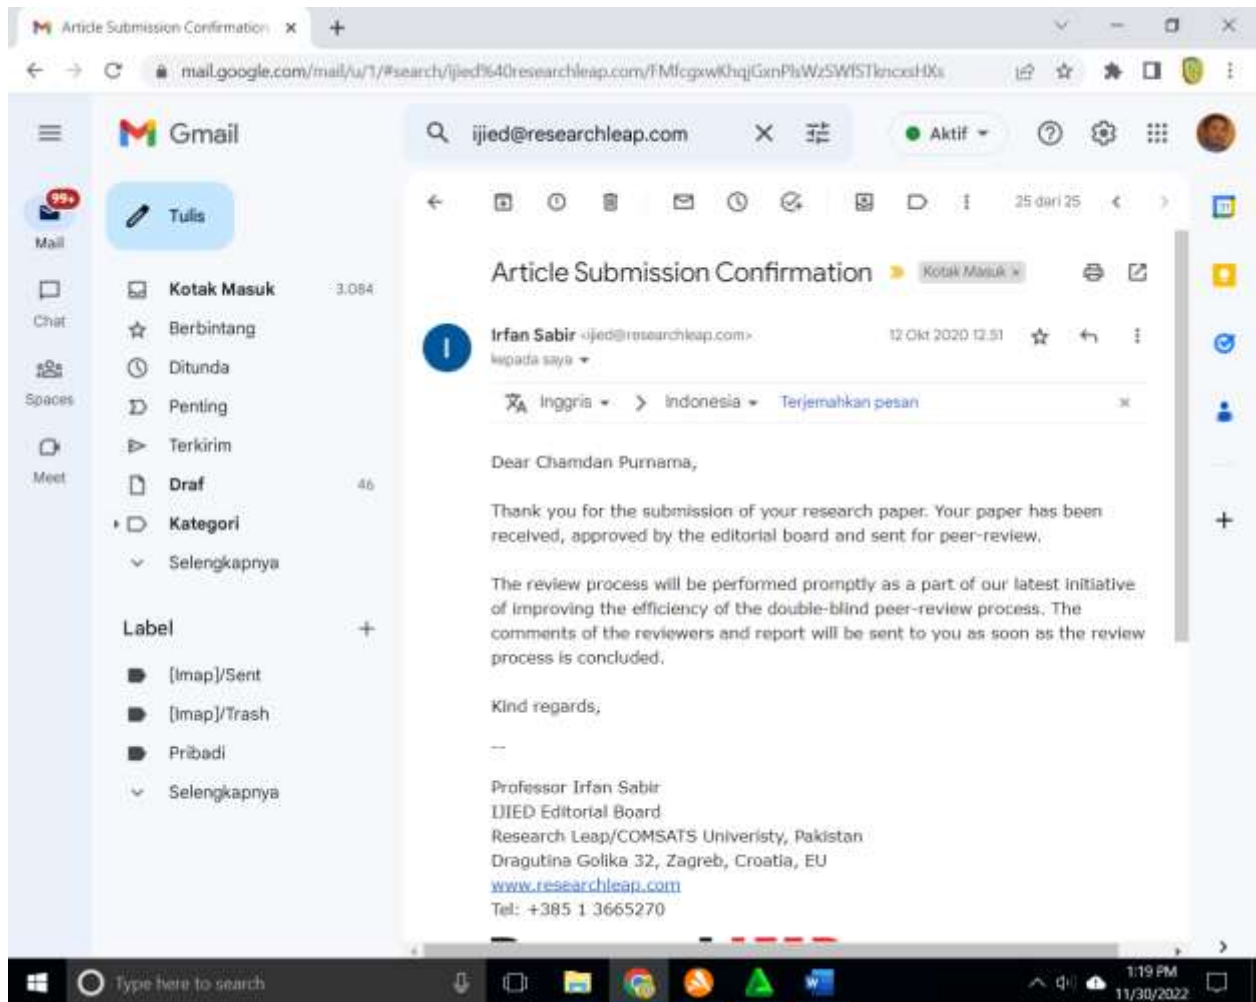 Article Submission Confirmation
mail.google.com/mail/u/1/#search/ijied%40researchleap.com/
Gmail
ijied@researchleap.com
Aktif
99+
Mail
Chat
Spaces
Meet
Tulis
Kotak Masuk 3.084
Berbintang
Ditunda
Penting
Terkirim
Draf 46
Kategori
Selengkapnya
Label
[Imap]/Sent
[Imap]/Trash
Pribadi
Selengkapnya
25 dari 25
Article Submission Confirmation Kotak Masuk x
I
Irfan Sabir <ijied@researchleap.com> 12 Okt 2020 12.51
kepada saya
Inggris Indonesia Terjemahkan pesan
Dear Chamdan Purnama,
Thank you for the submission of your research paper. Your paper has been
received, approved by the editorial board and sent for peer-review.
The review process will be performed promptly as a part of our latest initiative
of improving the efficiency of the double-blind peer-review process. The
comments of the reviewers and report will be sent to you as soon as the review
process is concluded.
Kind regards,
--
Professor Irfan Sabir
IJIED Editorial Board
Research Leap/COMSATS Univeristy, Pakistan
Dragutina Golika 32, Zagreb, Croatia, EU
www.researchleap.com
Tel: +385 1 3665270
Type here to search
1:19 PM
11/30/2022